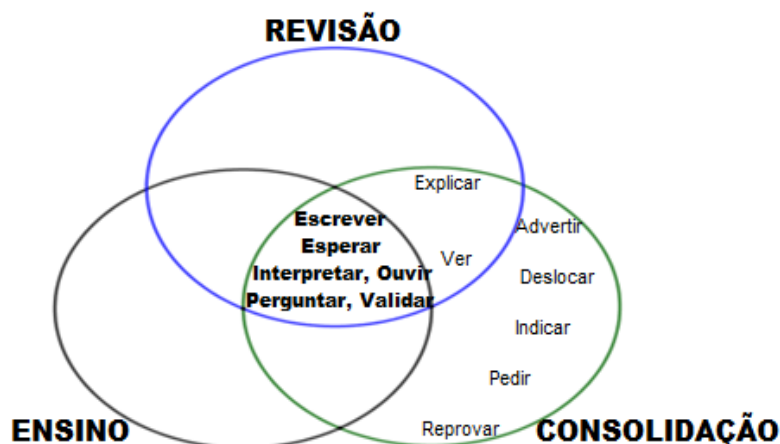 REVISÃO
Explicar
Escrever
Advertir
Esperar
Ver
Interpretar, Ouvir
Deslocar
Perguntar, Validar
Indicar
Pedir
Reprovar
ENSINO
CONSOLIDAÇÃO